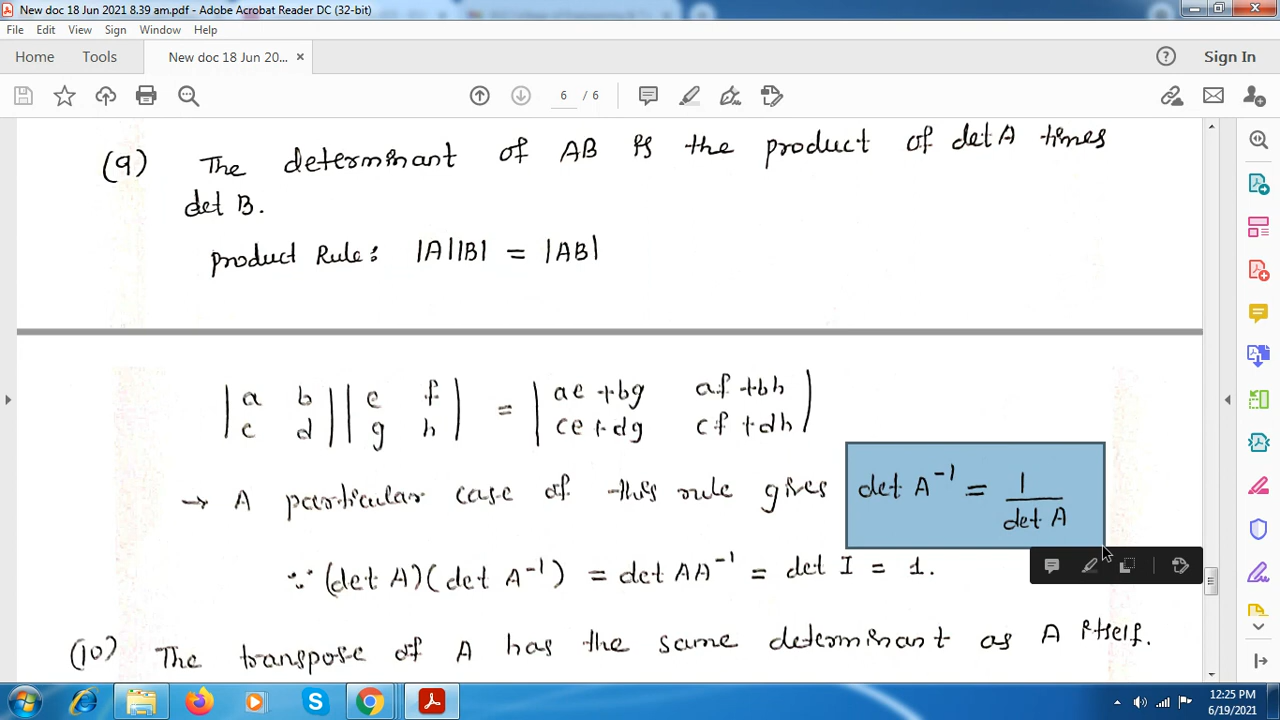 New doc 18 Jun 2021 8.39 am.pdf - Adobe Acrobat Reader DC (32-bit)
File Edit View Sign Window Help
Home Tools New doc 18 Jun 20... × Sign In
6 / 6
(9) The determinant of AB is the product of det A times
det B.
Product Rule: |A||B| = |AB|
|a b| |e f| = |ae+bg af+bh|
|c d| |g h| |ce+dg cf+dh|
→ A particular case of this rule gives det A⁻¹ = 1/det A
∵ (det A)(det A⁻¹) = det AA⁻¹ = det I = 1.
(10) The transpose of A has the same determinant as A itself.
12:25 PM
6/19/2021